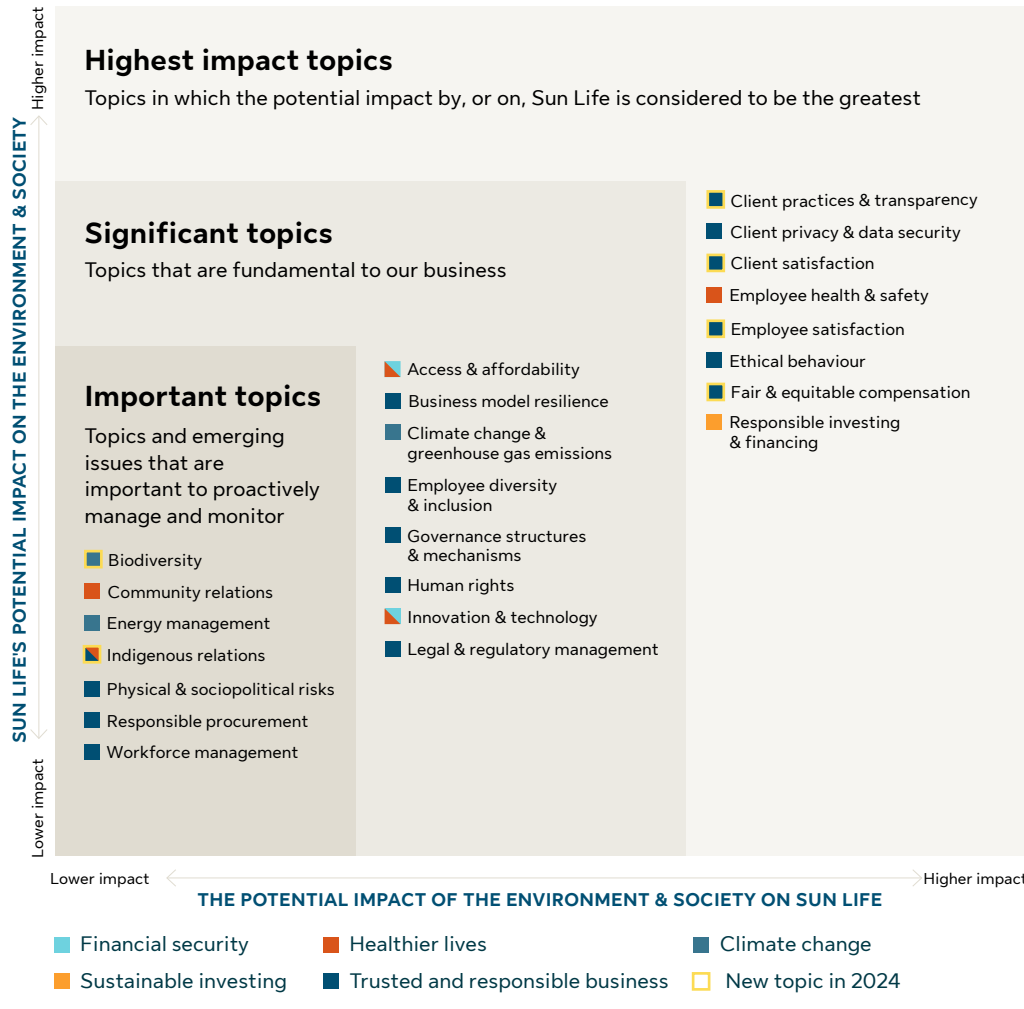 Higher impact
SUN LIFE'S POTENTIAL IMPACT ON THE ENVIRONMENT & SOCIETY
Lower impact
Highest impact topics
Topics in which the potential impact by, or on, Sun Life is considered to be the greatest
Client practices & transparency
Client privacy & data security
Client satisfaction
Employee health & safety
Employee satisfaction
Ethical behaviour
Fair & equitable compensation
Responsible investing
& financing
Significant topics
Topics that are fundamental to our business
Access & affordability
Business model resilience
Climate change &
greenhouse gas emissions
Employee diversity
& inclusion
Governance structures
& mechanisms
Human rights
Innovation & technology
Legal & regulatory management
Important topics
Topics and emerging
issues that are
important to proactively
manage and monitor
Biodiversity
Community relations
Energy management
Indigenous relations
Physical & sociopolitical risks
Responsible procurement
Workforce management
Lower impact
Higher impact
THE POTENTIAL IMPACT OF THE ENVIRONMENT & SOCIETY ON SUN LIFE
Financial security
Healthier lives
Climate change
Sustainable investing
Trusted and responsible business
New topic in 2024